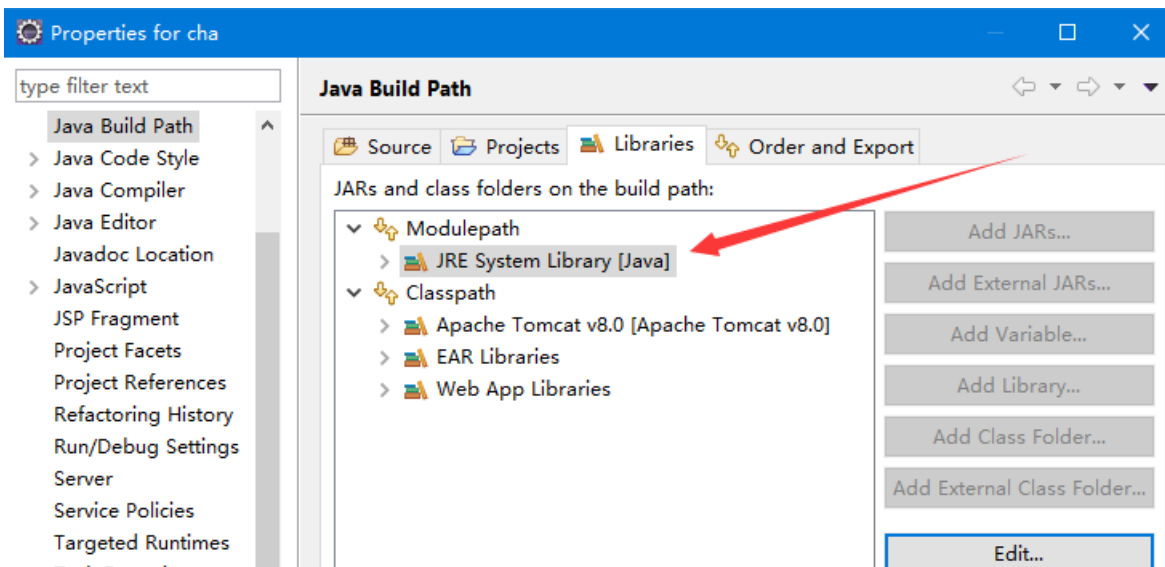 Properties for cha
type filter text
Java Build Path
Java Code Style
Java Compiler
Java Editor
Javadoc Location
JavaScript
JSP Fragment
Project Facets
Project References
Refactoring History
Run/Debug Settings
Server
Service Policies
Targeted Runtimes
Java Build Path
Source Projects Libraries Order and Export
JARs and class folders on the build path:
Modulepath
JRE System Library [Java]
Classpath
Apache Tomcat v8.0 [Apache Tomcat v8.0]
EAR Libraries
Web App Libraries
Add JARs...
Add External JARs...
Add Variable...
Add Library...
Add Class Folder...
Add External Class Folder...
Edit...